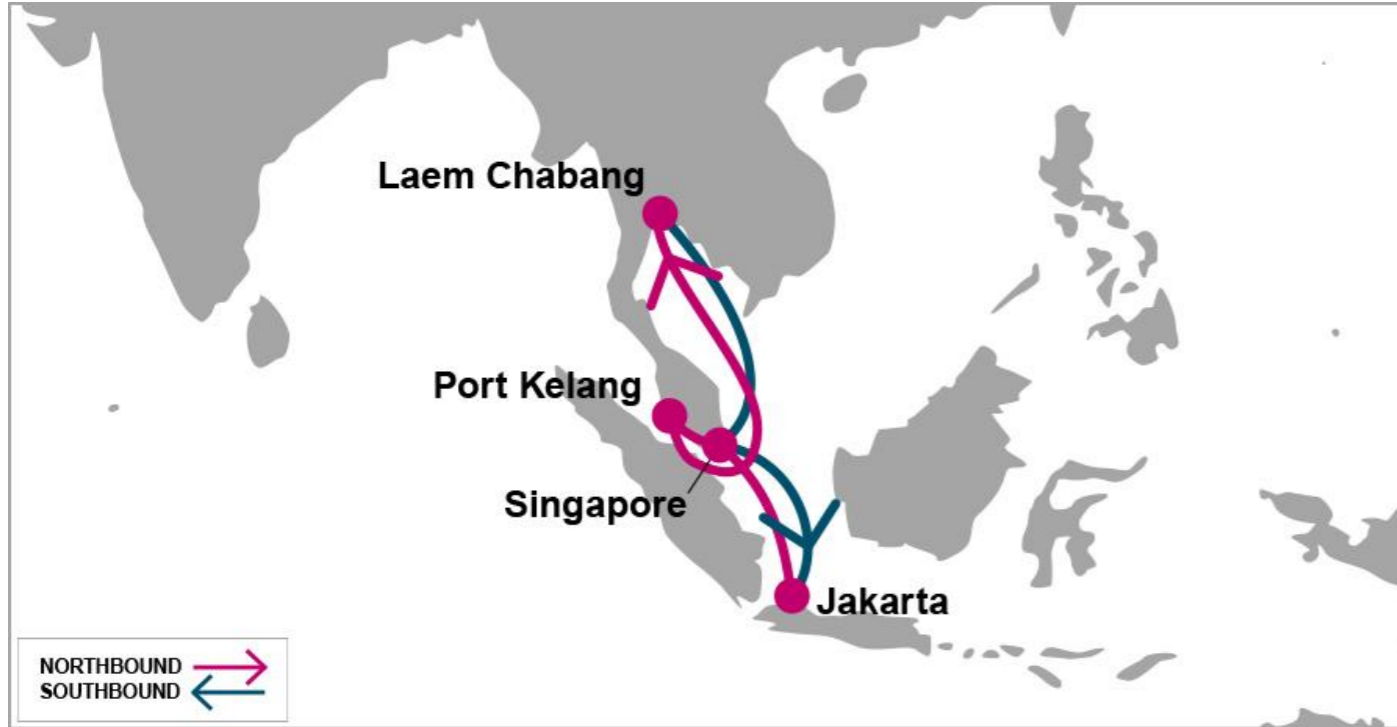 Laem Chabang
Port Kelang
Singapore
Jakarta
NORTHBOUND
SOUTHBOUND